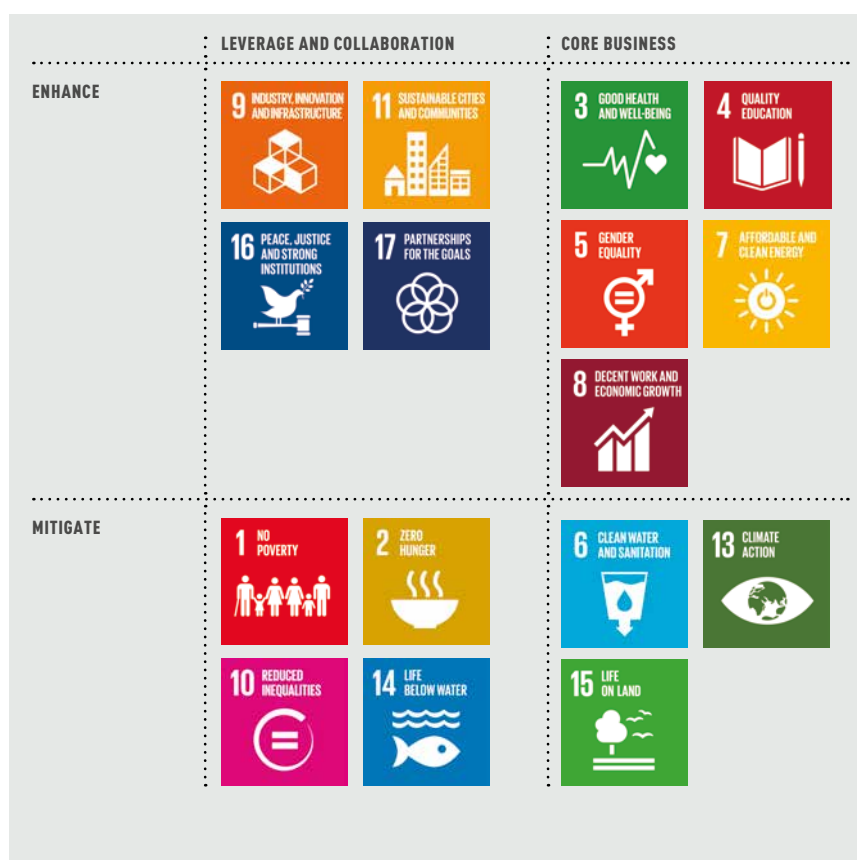 LEVERAGE AND COLLABORATION
CORE BUSINESS
ENHANCE
9 INDUSTRY, INNOVATION
AND INFRASTRUCTURE
11 SUSTAINABLE CITIES
AND COMMUNITIES
3 GOOD HEALTH
AND WELL-BEING
4 QUALITY
EDUCATION
16 PEACE, JUSTICE
AND STRONG
INSTITUTIONS
17 PARTNERSHIPS
FOR THE GOALS
5 GENDER
EQUALITY
7 AFFORDABLE AND
CLEAN ENERGY
8 DECENT WORK AND
ECONOMIC GROWTH
MITIGATE
1 NO
POVERTY
2 ZERO
HUNGER
6 CLEAN WATER
AND SANITATION
13 CLIMATE
ACTION
10 REDUCED
INEQUALITIES
14 LIFE
BELOW WATER
15 LIFE
ON LAND